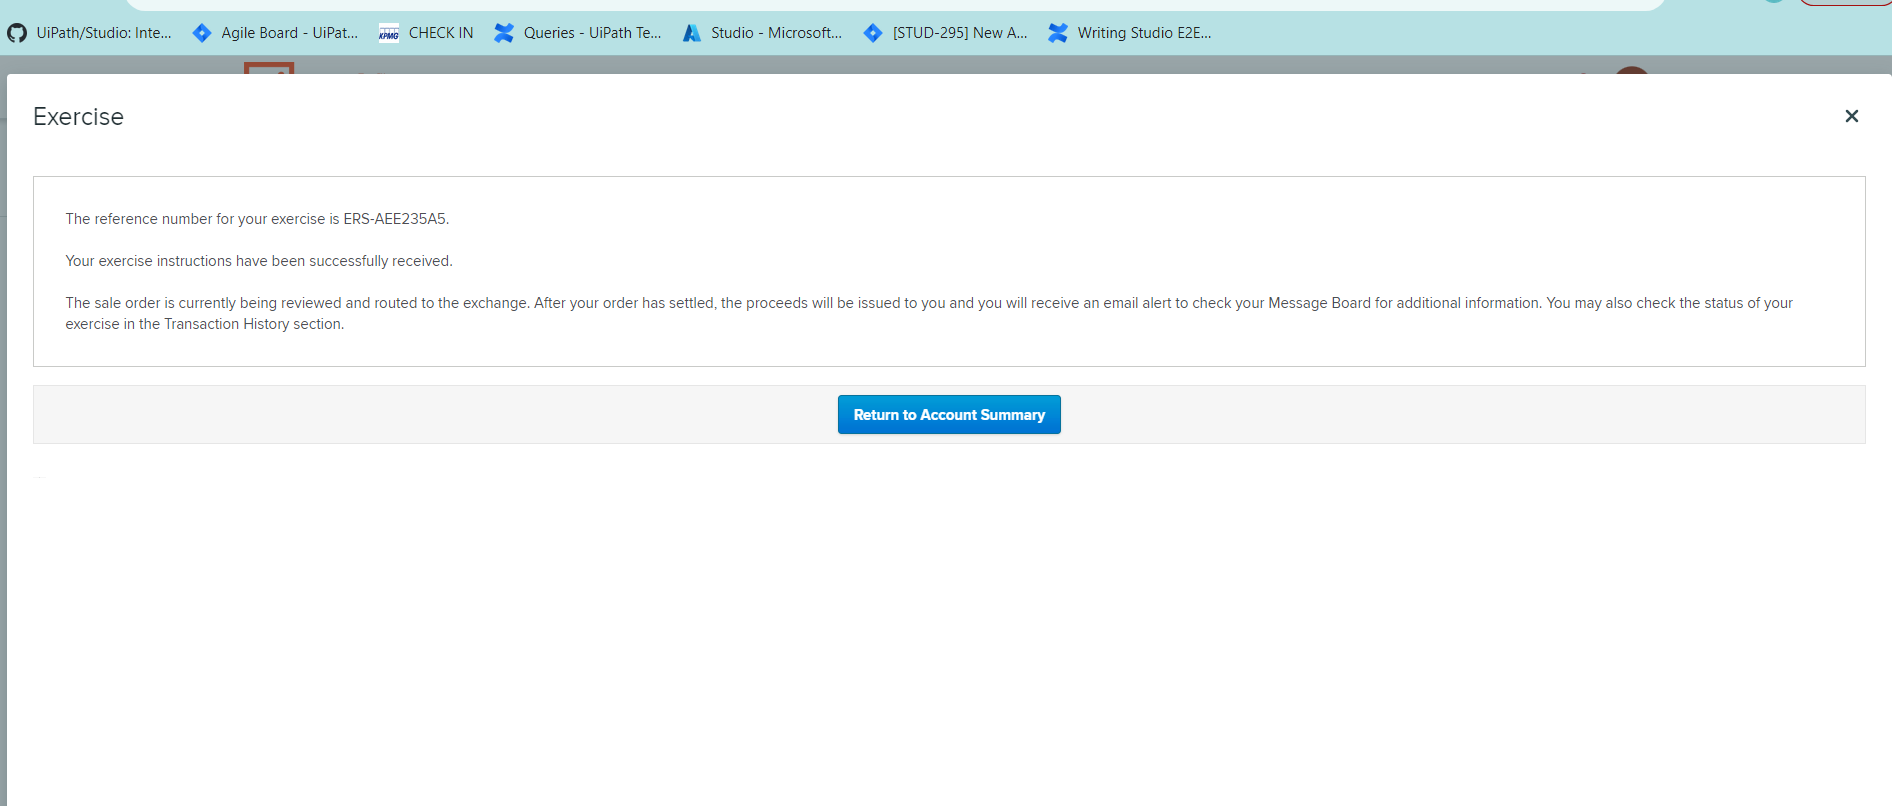 UiPath/Studio: Inte... Agile Board - UiPat... KPMG CHECK IN Queries - UiPath Te... Studio - Microsoft... [STUD-295] New A... Writing Studio E2E...
Exercise
The reference number for your exercise is ERS-AEE235A5.
Your exercise instructions have been successfully received.
The sale order is currently being reviewed and routed to the exchange. After your order has settled, the proceeds will be issued to you and you will receive an email alert to check your Message Board for additional information. You may also check the status of your
exercise in the Transaction History section.
Return to Account Summary